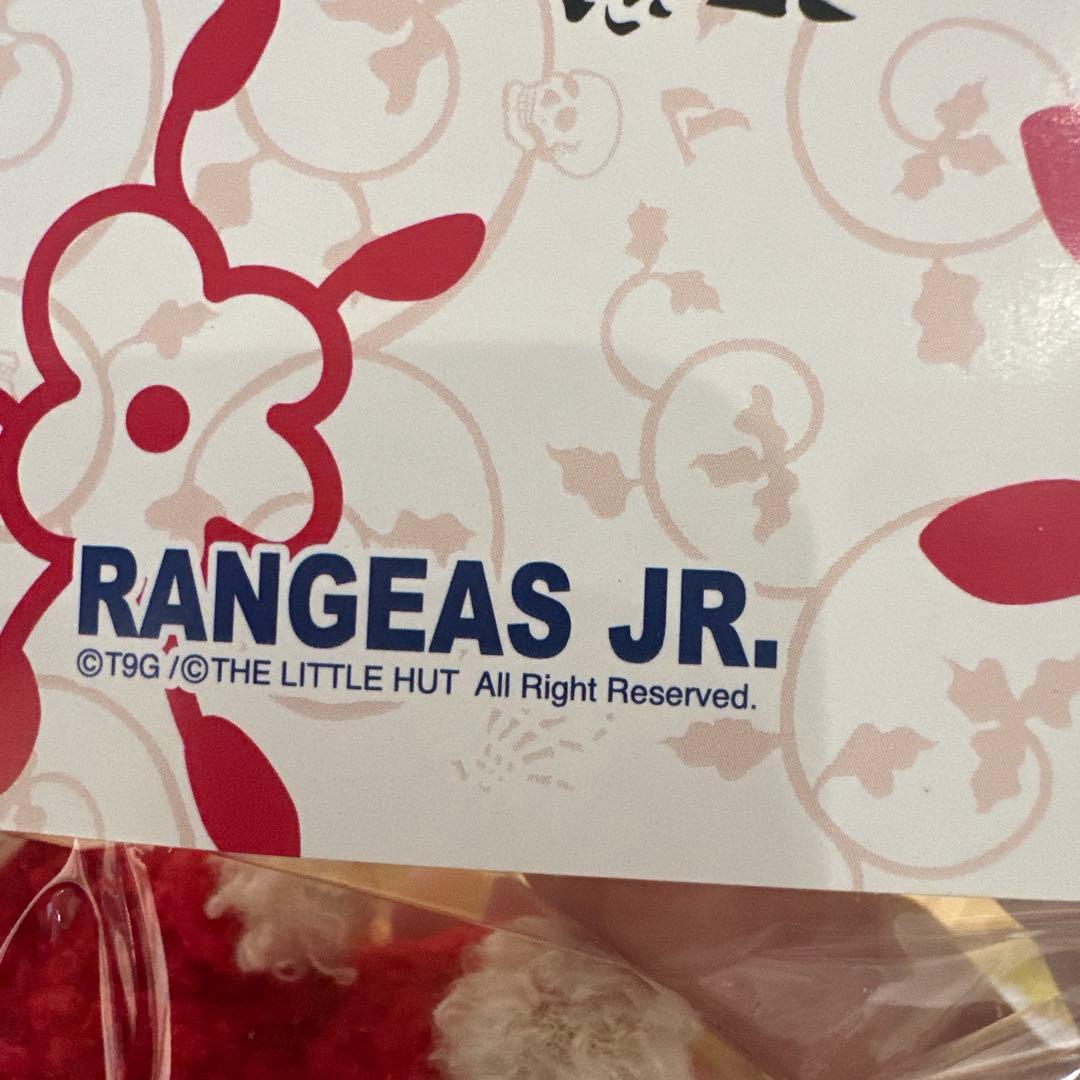 RANGEAS JR.
©T9G /©THE LITTLE HUT All Right Reserved.